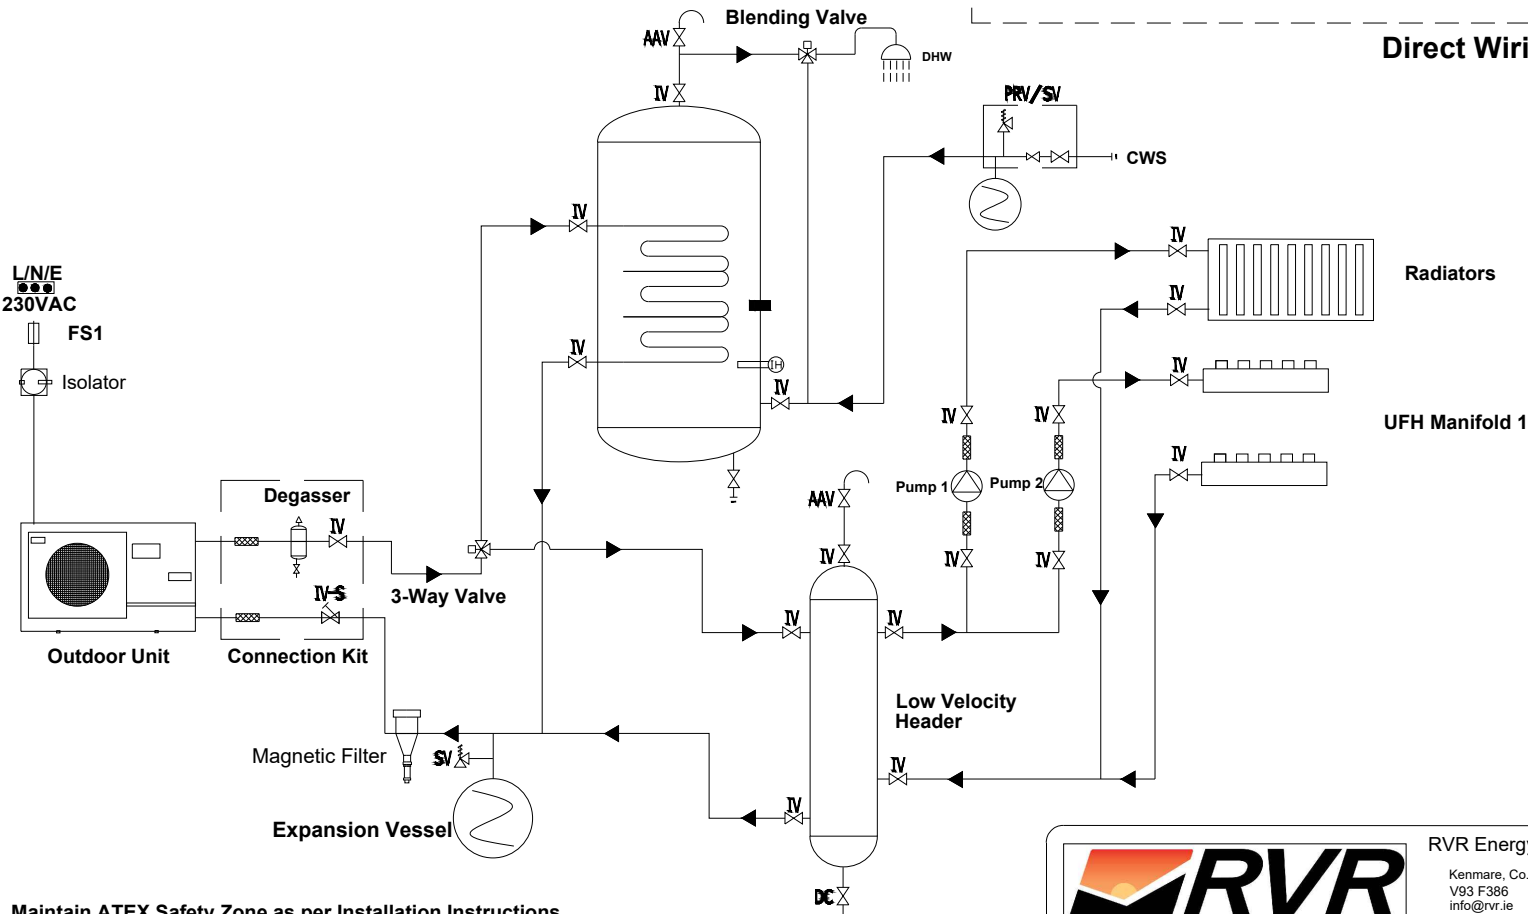 Blending Valve
AAV
DHW
Direct Wiri
IV
PRV/SV
CWS
IV
IV
L/N/E
230VAC
FS1
Isolator
IV
Radiators
IV
IH
IV
IV
IV
IV
UFH Manifold 1
IV
Degasser
IV
AAV
Pump 1
Pump 2
IV
IV
IV
IV-S
3-Way Valve
IV
IV
Outdoor Unit
Connection Kit
Low Velocity
Header
Magnetic Filter
SV
IV
IV
Expansion Vessel
RVR
RVR Energy
Kenmare, Co.
V93 F386
info@rvr.ie
DC
Maintain ATEX Safety Zone as per Installation Instructions